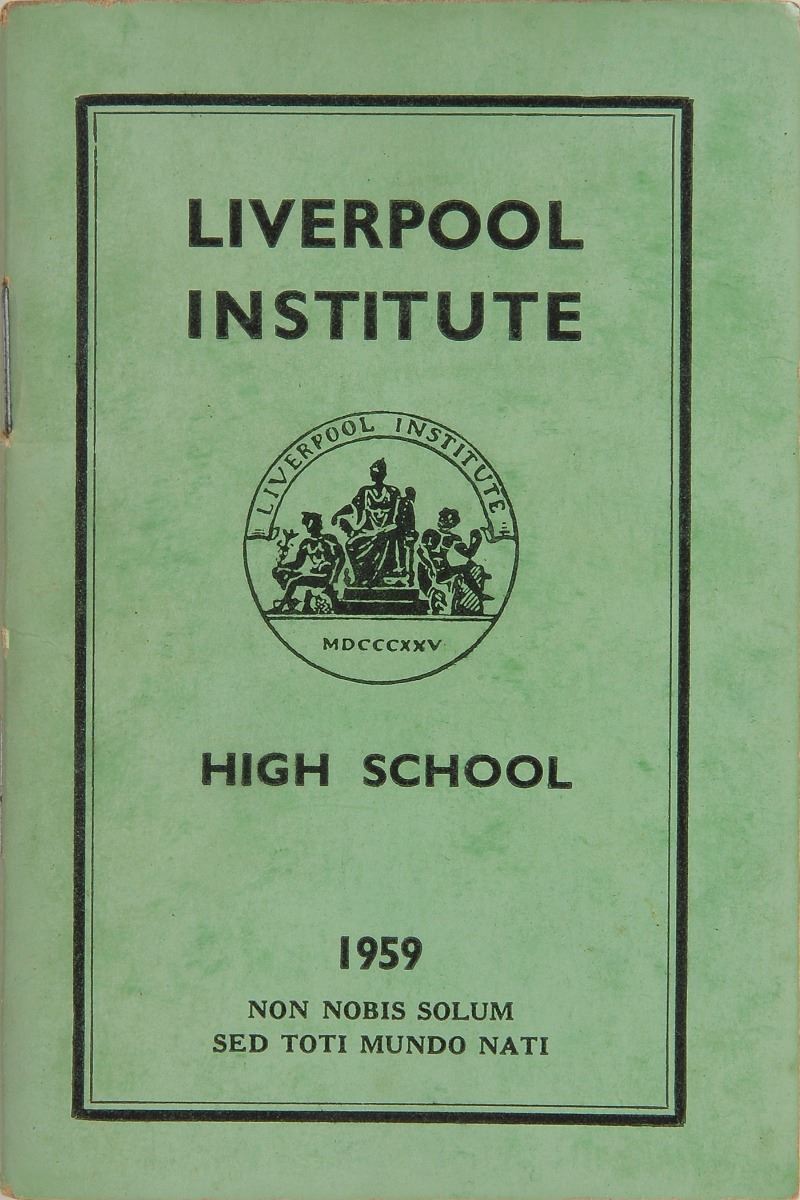 LIVERPOOL
INSTITUTE
LIVERPOOL INSTITUTE
MDCCCXXV
HIGH SCHOOL
1959
NON NOBIS SOLUM
SED TOTI MUNDO NATI